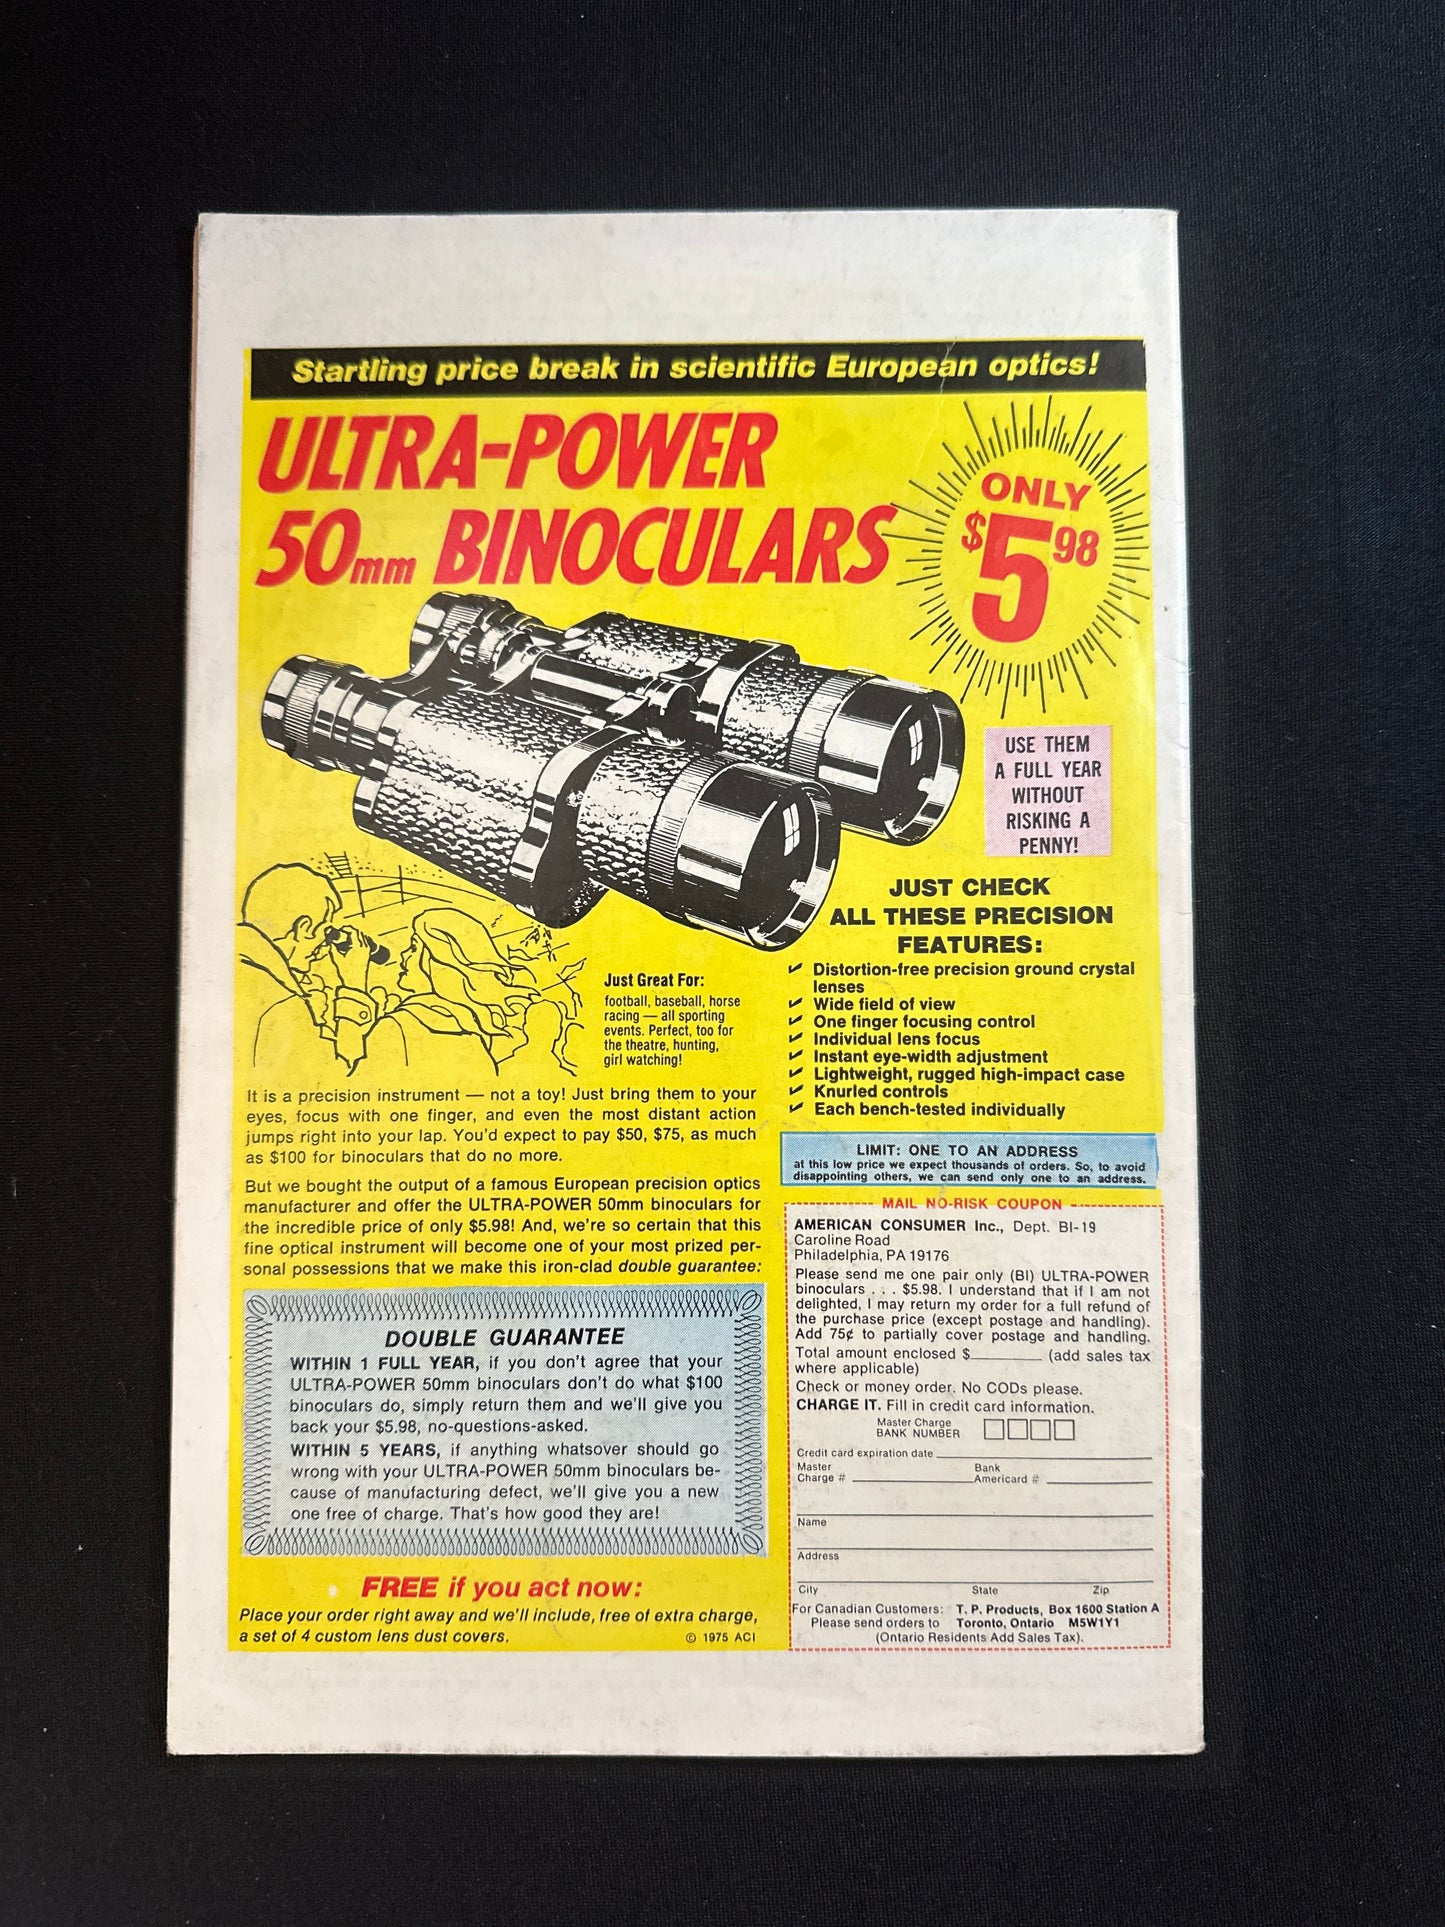 Startling price break in scientific European optics!
ULTRA-POWER
50mm BINOCULARS
ONLY
$5.98
USE THEM
A FULL YEAR
WITHOUT
RISKING A
PENNY!
JUST CHECK
ALL THESE PRECISION
FEATURES:
Distortion-free precision ground crystal
lenses
Wide field of view
One finger focusing control
Individual lens focus
Instant eye-width adjustment
Lightweight, rugged high-impact case
Knurled controls
Each bench-tested individually
Just Great For:
football, baseball, horse
racing — all sporting
events. Perfect, too for
the theatre, hunting,
girl watching!
It is a precision instrument — not a toy! Just bring them to your
eyes, focus with one finger, and even the most distant action
jumps right into your lap. You'd expect to pay $50, $75, as much
as $100 for binoculars that do no more.
But we bought the output of a famous European precision optics
manufacturer and offer the ULTRA-POWER 50mm binoculars for
the incredible price of only $5.98! And, we're so certain that this
fine optical instrument will become one of your most prized per-
sonal possessions that we make this iron-clad double guarantee:
DOUBLE GUARANTEE
WITHIN 1 FULL YEAR, if you don't agree that your
ULTRA-POWER 50mm binoculars don't do what $100
binoculars do, simply return them and we'll give you
back your $5.98, no-questions-asked.
WITHIN 5 YEARS, if anything whatsover should go
wrong with your ULTRA-POWER 50mm binoculars be-
cause of manufacturing defect, we'll give you a new
one free of charge. That's how good they are!
FREE if you act now:
Place your order right away and we'll include, free of extra charge,
a set of 4 custom lens dust covers.
© 1975 ACI
LIMIT: ONE TO AN ADDRESS
at this low price we expect thousands of orders. So, to avoid
disappointing others, we can send only one to an address.
MAIL NO-RISK COUPON
AMERICAN CONSUMER Inc., Dept. BI-19
Caroline Road
Philadelphia, PA 19176
Please send me one pair only (BI) ULTRA-POWER
binoculars . . . $5.98. I understand that if I am not
delighted, I may return my order for a full refund of
the purchase price (except postage and handling).
Add 75¢ to partially cover postage and handling.
Total amount enclosed $________ (add sales tax
where applicable)
Check or money order. No CODs please.
CHARGE IT. Fill in credit card information.
Master Charge
BANK NUMBER
Credit card expiration date
Master Bank
Charge # Americard #
Name
Address
City State Zip
For Canadian Customers: T. P. Products, Box 1600 Station A
Please send orders to Toronto, Ontario M5W1Y1
(Ontario Residents Add Sales Tax).